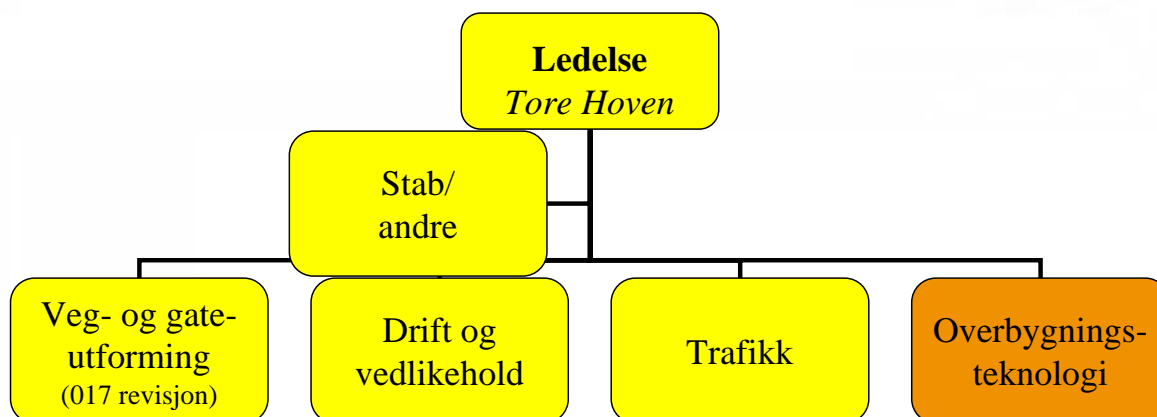 Ledelse
Tore Hoven
Stab/
andre
Veg- og gate-
utforming
(017 revisjon)
Drift og
vedlikehold
Trafikk
Overbygnings-
teknologi